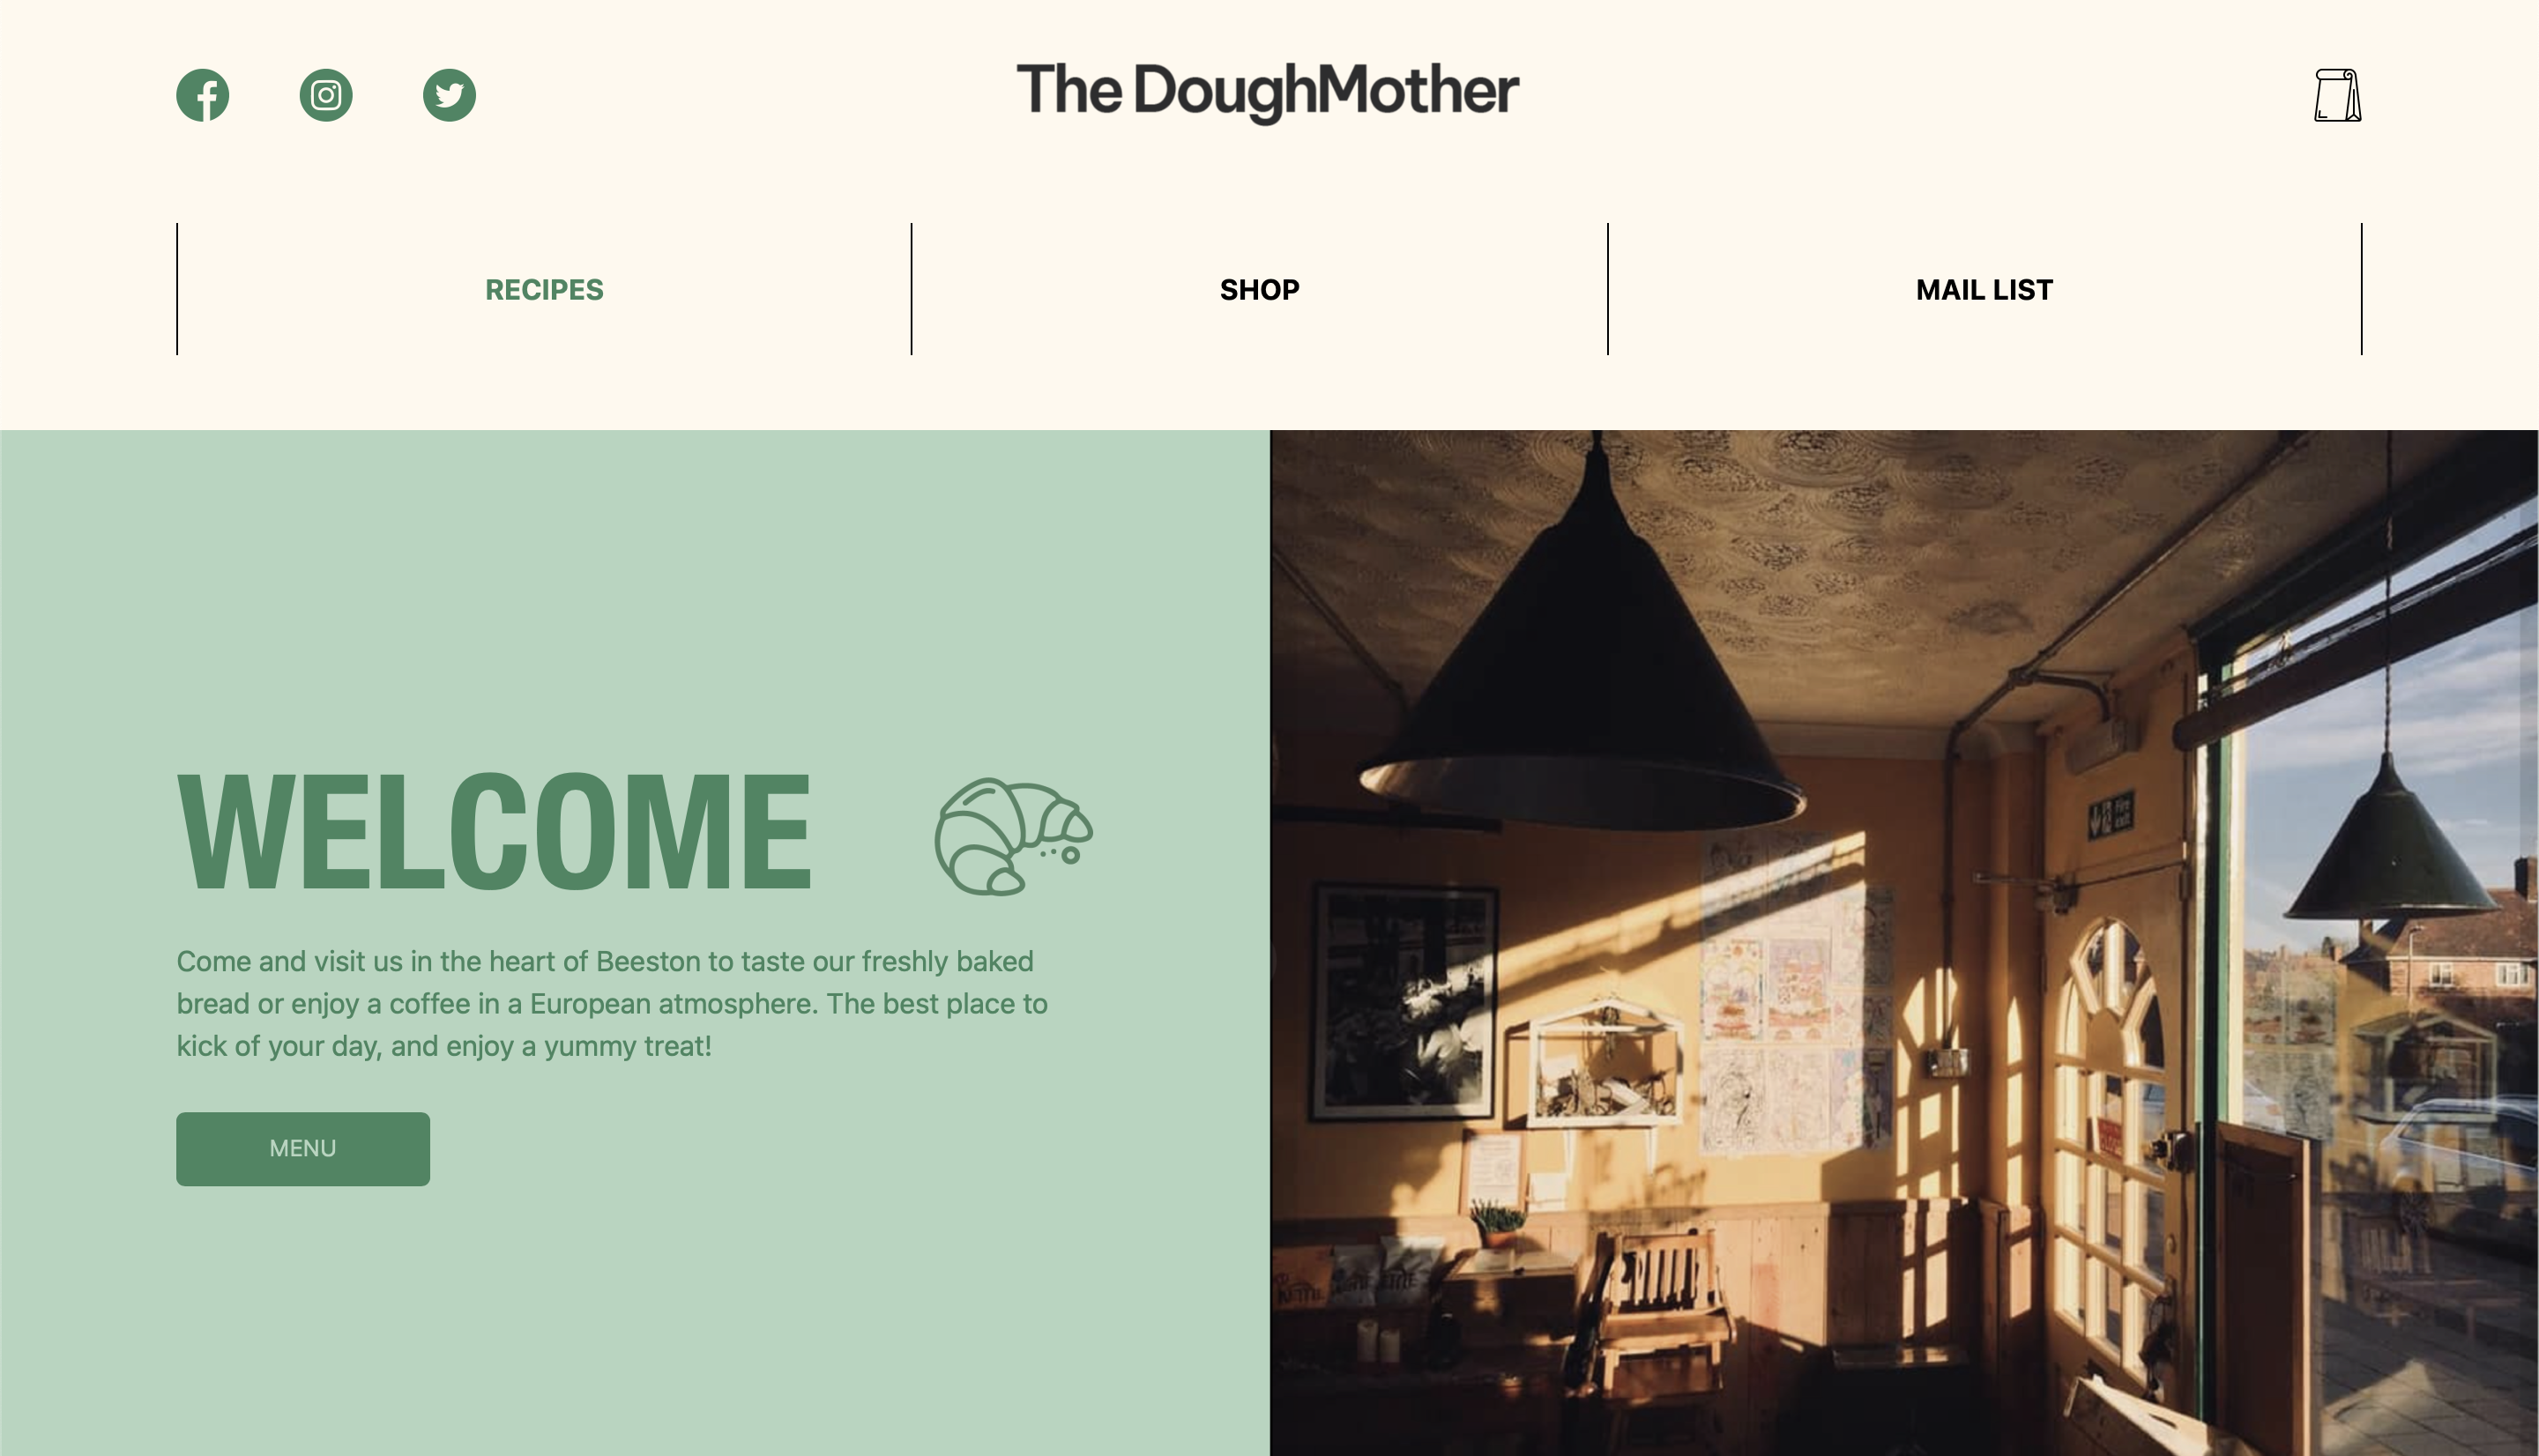 The DoughMother
RECIPES
SHOP
MAIL LIST
WELCOME
Come and visit us in the heart of Beeston to taste our freshly baked
bread or enjoy a coffee in a European atmosphere. The best place to
kick of your day, and enjoy a yummy treat!
MENU
Fire
exit